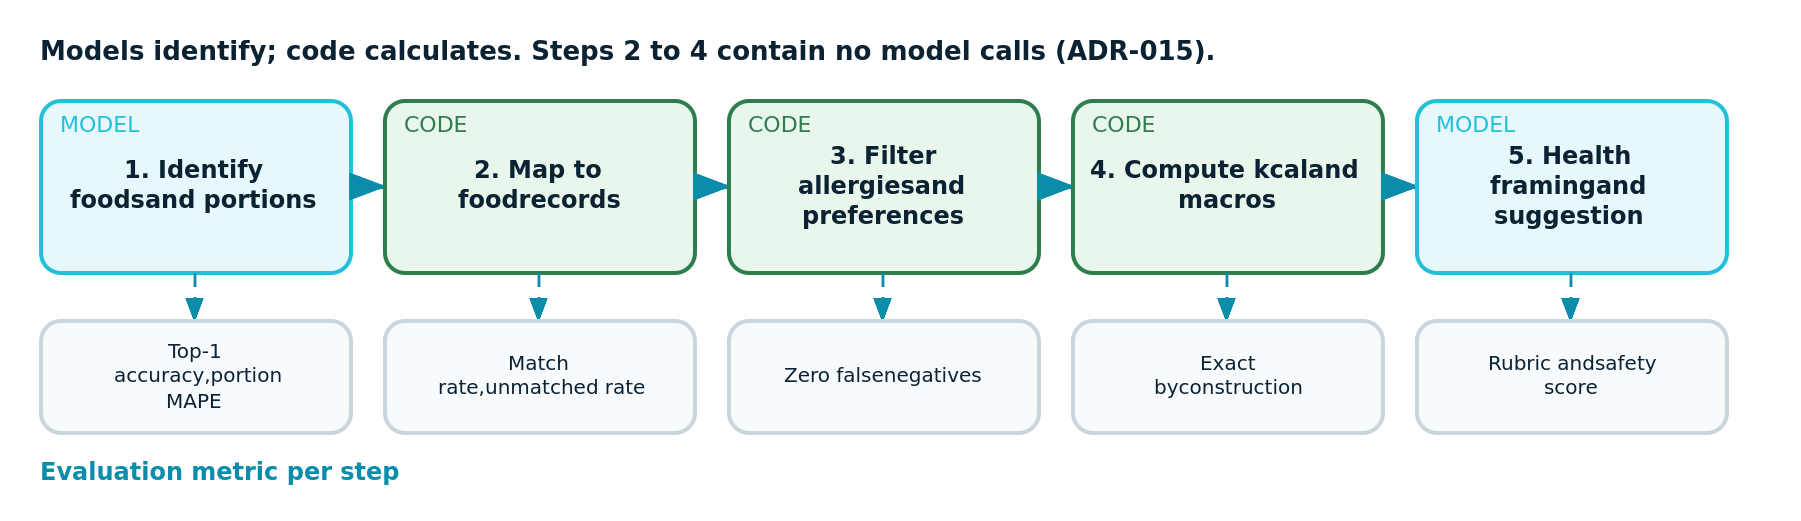 Models identify; code calculates. Steps 2 to 4 contain no model calls (ADR-015).
MODEL
1. Identify
foodsand portions
CODE
2. Map to
foodrecords
CODE
3. Filter
allergiesand
preferences
CODE
4. Compute kcaland
macros
MODEL
5. Health
framingand
suggestion
Top-1
accuracy,portion
MAPE
Match
rate,unmatched rate
Zero falsenegatives
Exact
byconstruction
Rubric andsafety
score
Evaluation metric per step